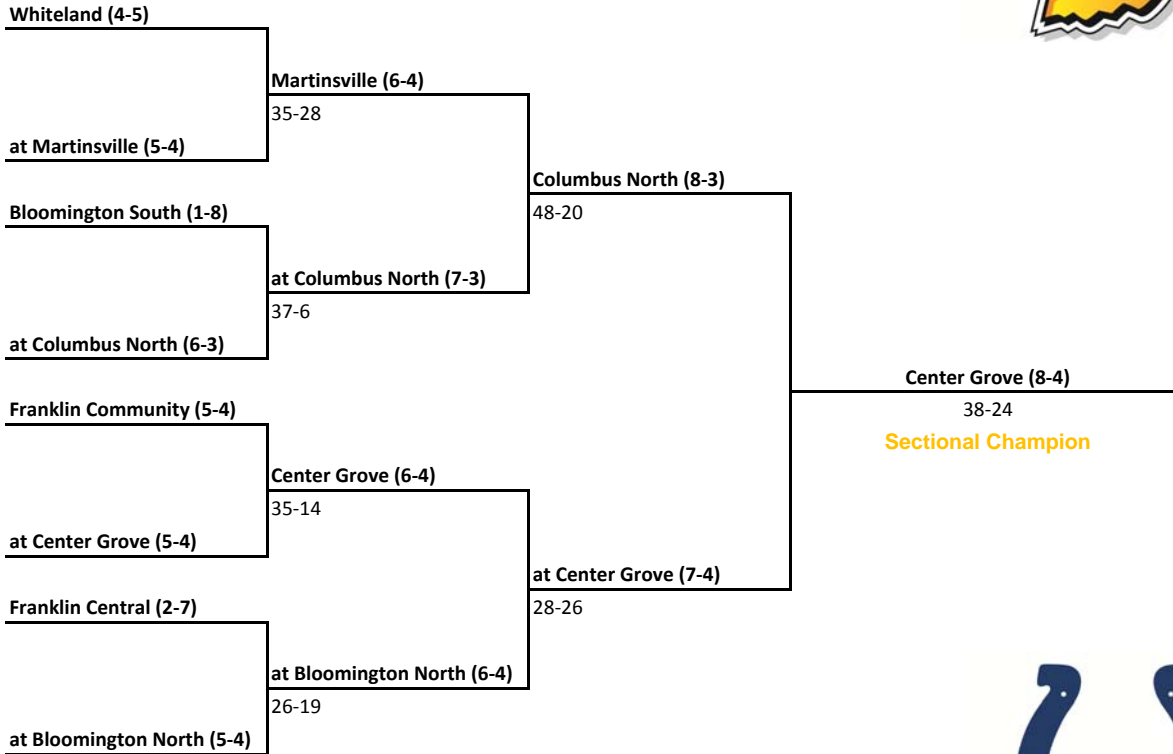 Whiteland (4-5)
Martinsville (6-4)
35-28
at Martinsville (5-4)
Columbus North (8-3)
48-20
Bloomington South (1-8)
at Columbus North (7-3)
37-6
at Columbus North (6-3)
Center Grove (8-4)
38-24
Sectional Champion
Franklin Community (5-4)
Center Grove (6-4)
35-14
at Center Grove (5-4)
at Center Grove (7-4)
28-26
Franklin Central (2-7)
at Bloomington North (6-4)
26-19
at Bloomington North (5-4)